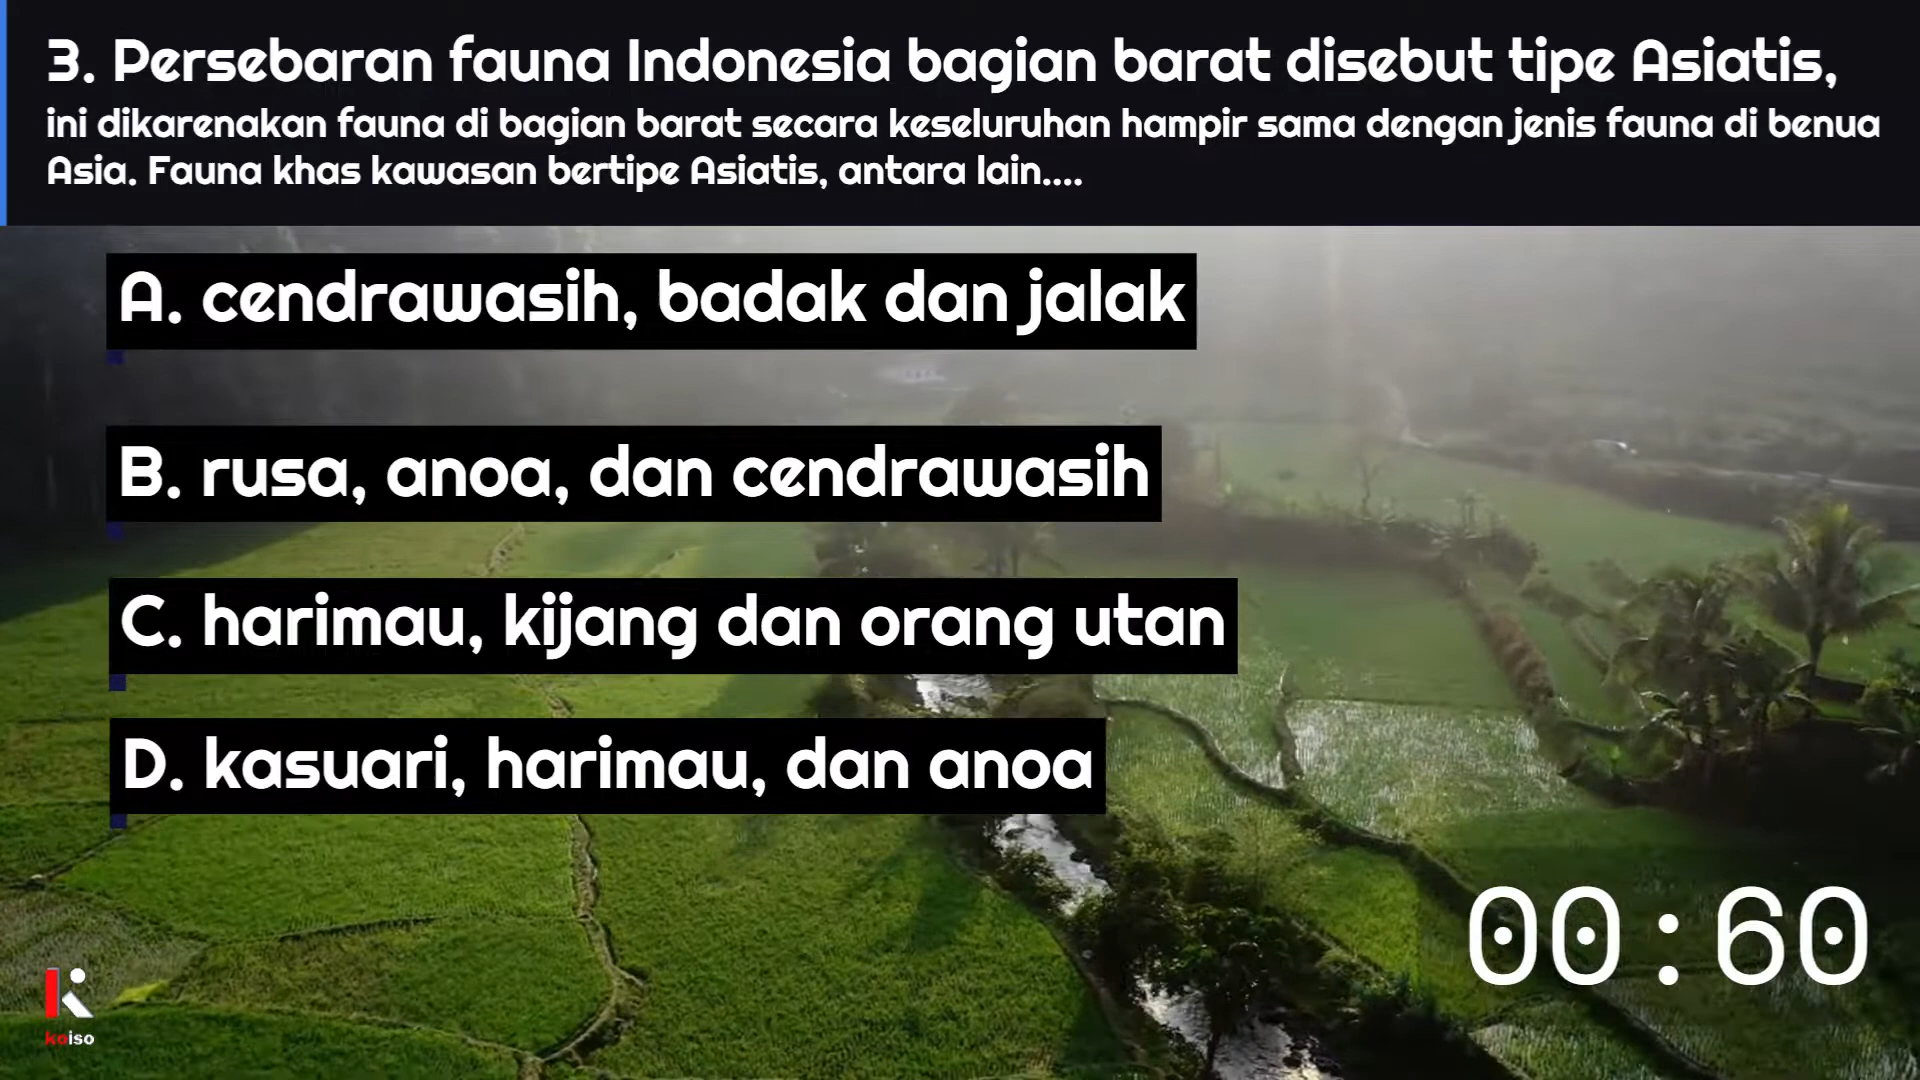 3. Persebaran fauna Indonesia bagian barat disebut tipe Asiatis,
ini dikarenakan fauna di bagian barat secara keseluruhan hampir sama dengan jenis fauna di benua
Asia. Fauna khas kawasan bertipe Asiatis, antara lain....
A. cendrawasih, badak dan jalak
B. rusa, anoa, dan cendrawasih
C. harimau, kijang dan orang utan
D. kasuari, harimau, dan anoa
00:60
koiso